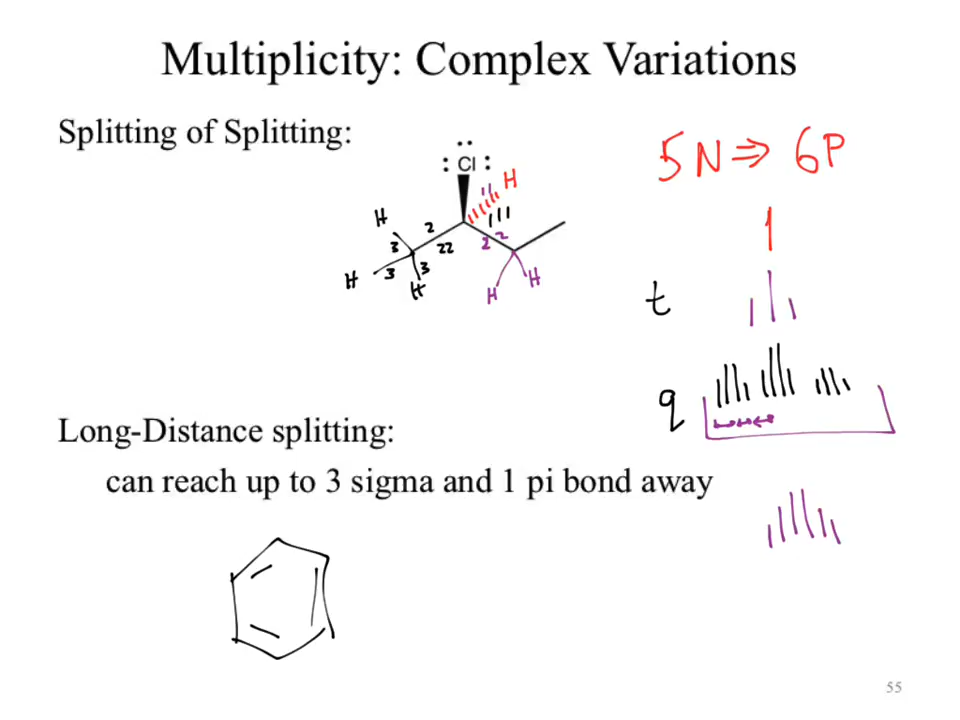 Multiplicity: Complex Variations
Splitting of Splitting:
5N ⇒ 6P
Cl
H
H
2
3
22
2 2
H
3
3
H
H
H
t
q
Long-Distance splitting:
can reach up to 3 sigma and 1 pi bond away
55